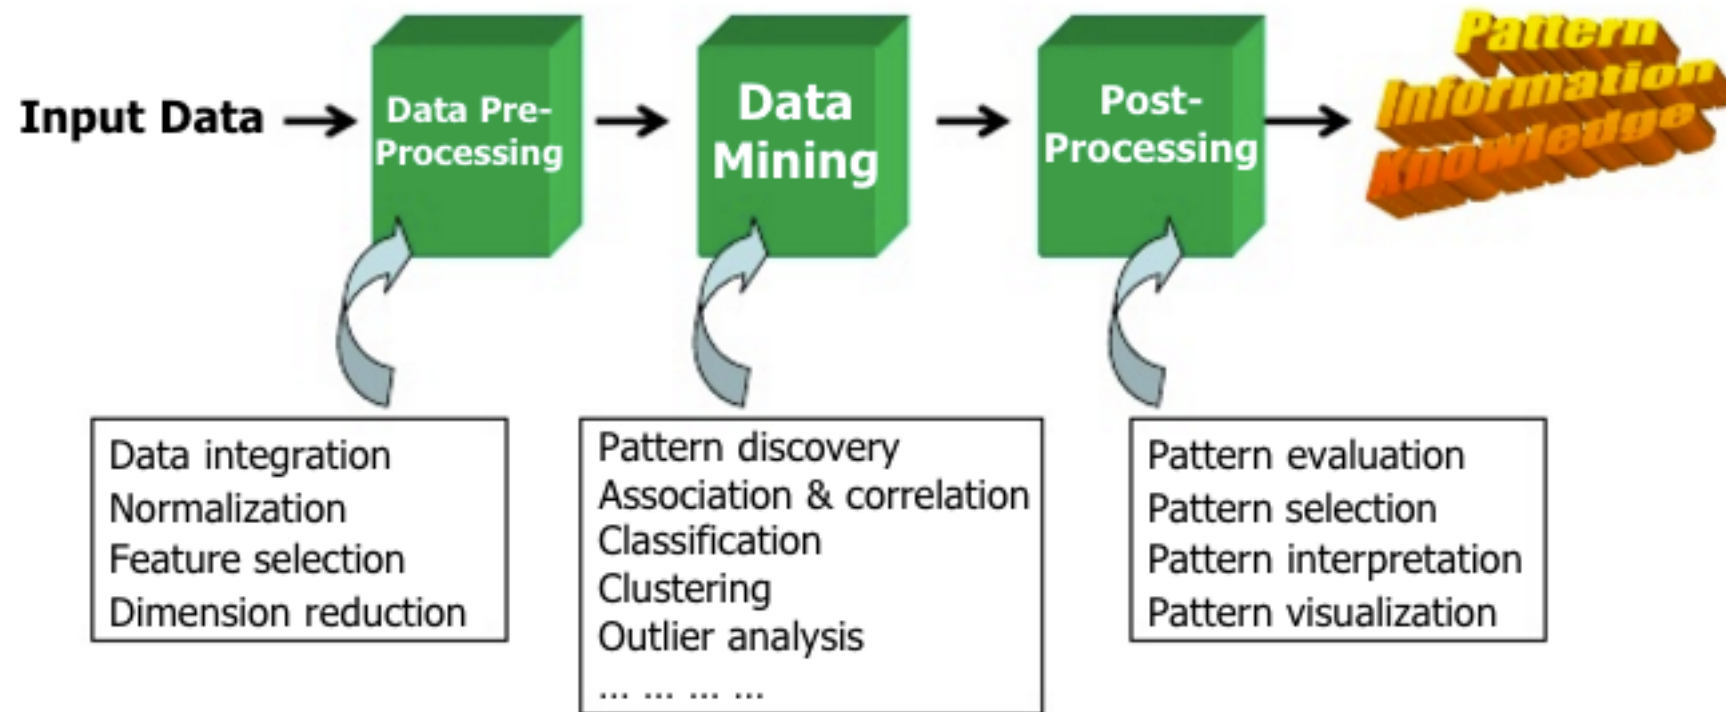 Input Data
Data Pre-
Processing
Data
Mining
Post-
Processing
Pattern
Information
Knowledge
Data integration
Normalization
Feature selection
Dimension reduction
Pattern discovery
Association & correlation
Classification
Clustering
Outlier analysis
... ... ... ...
Pattern evaluation
Pattern selection
Pattern interpretation
Pattern visualization